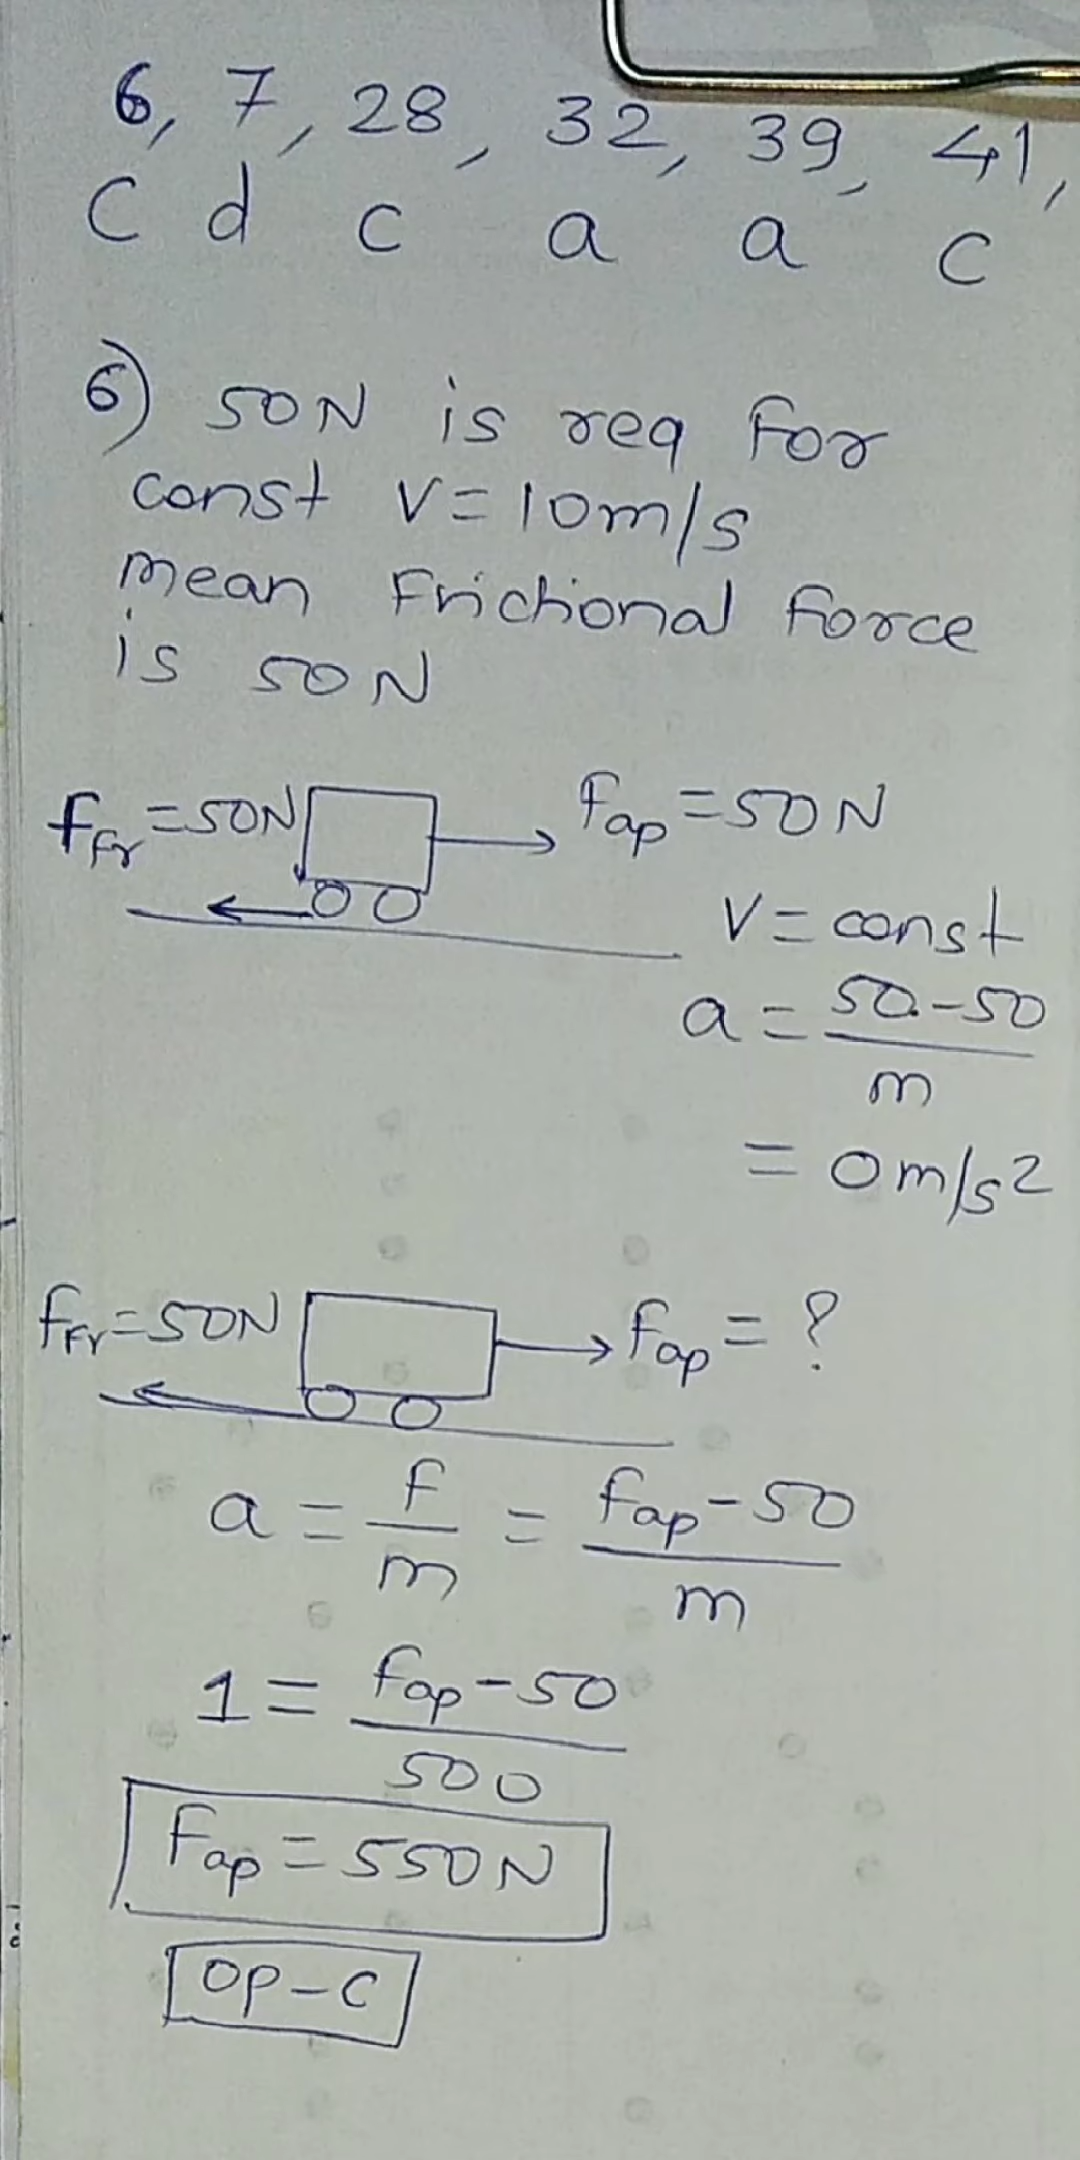 6, 7, 28, 32, 39, 41,
C d c a a C
6) 50N is req For
const V=10m/s
mean Frictional Force
is 50N
fFr=50N fap=50N
V=const
a=50-50
m
=0m/s2
fFr=50N fap=?
a=f/m=fap-50
m
1=fap-50
500
Fap=550N
OP-C